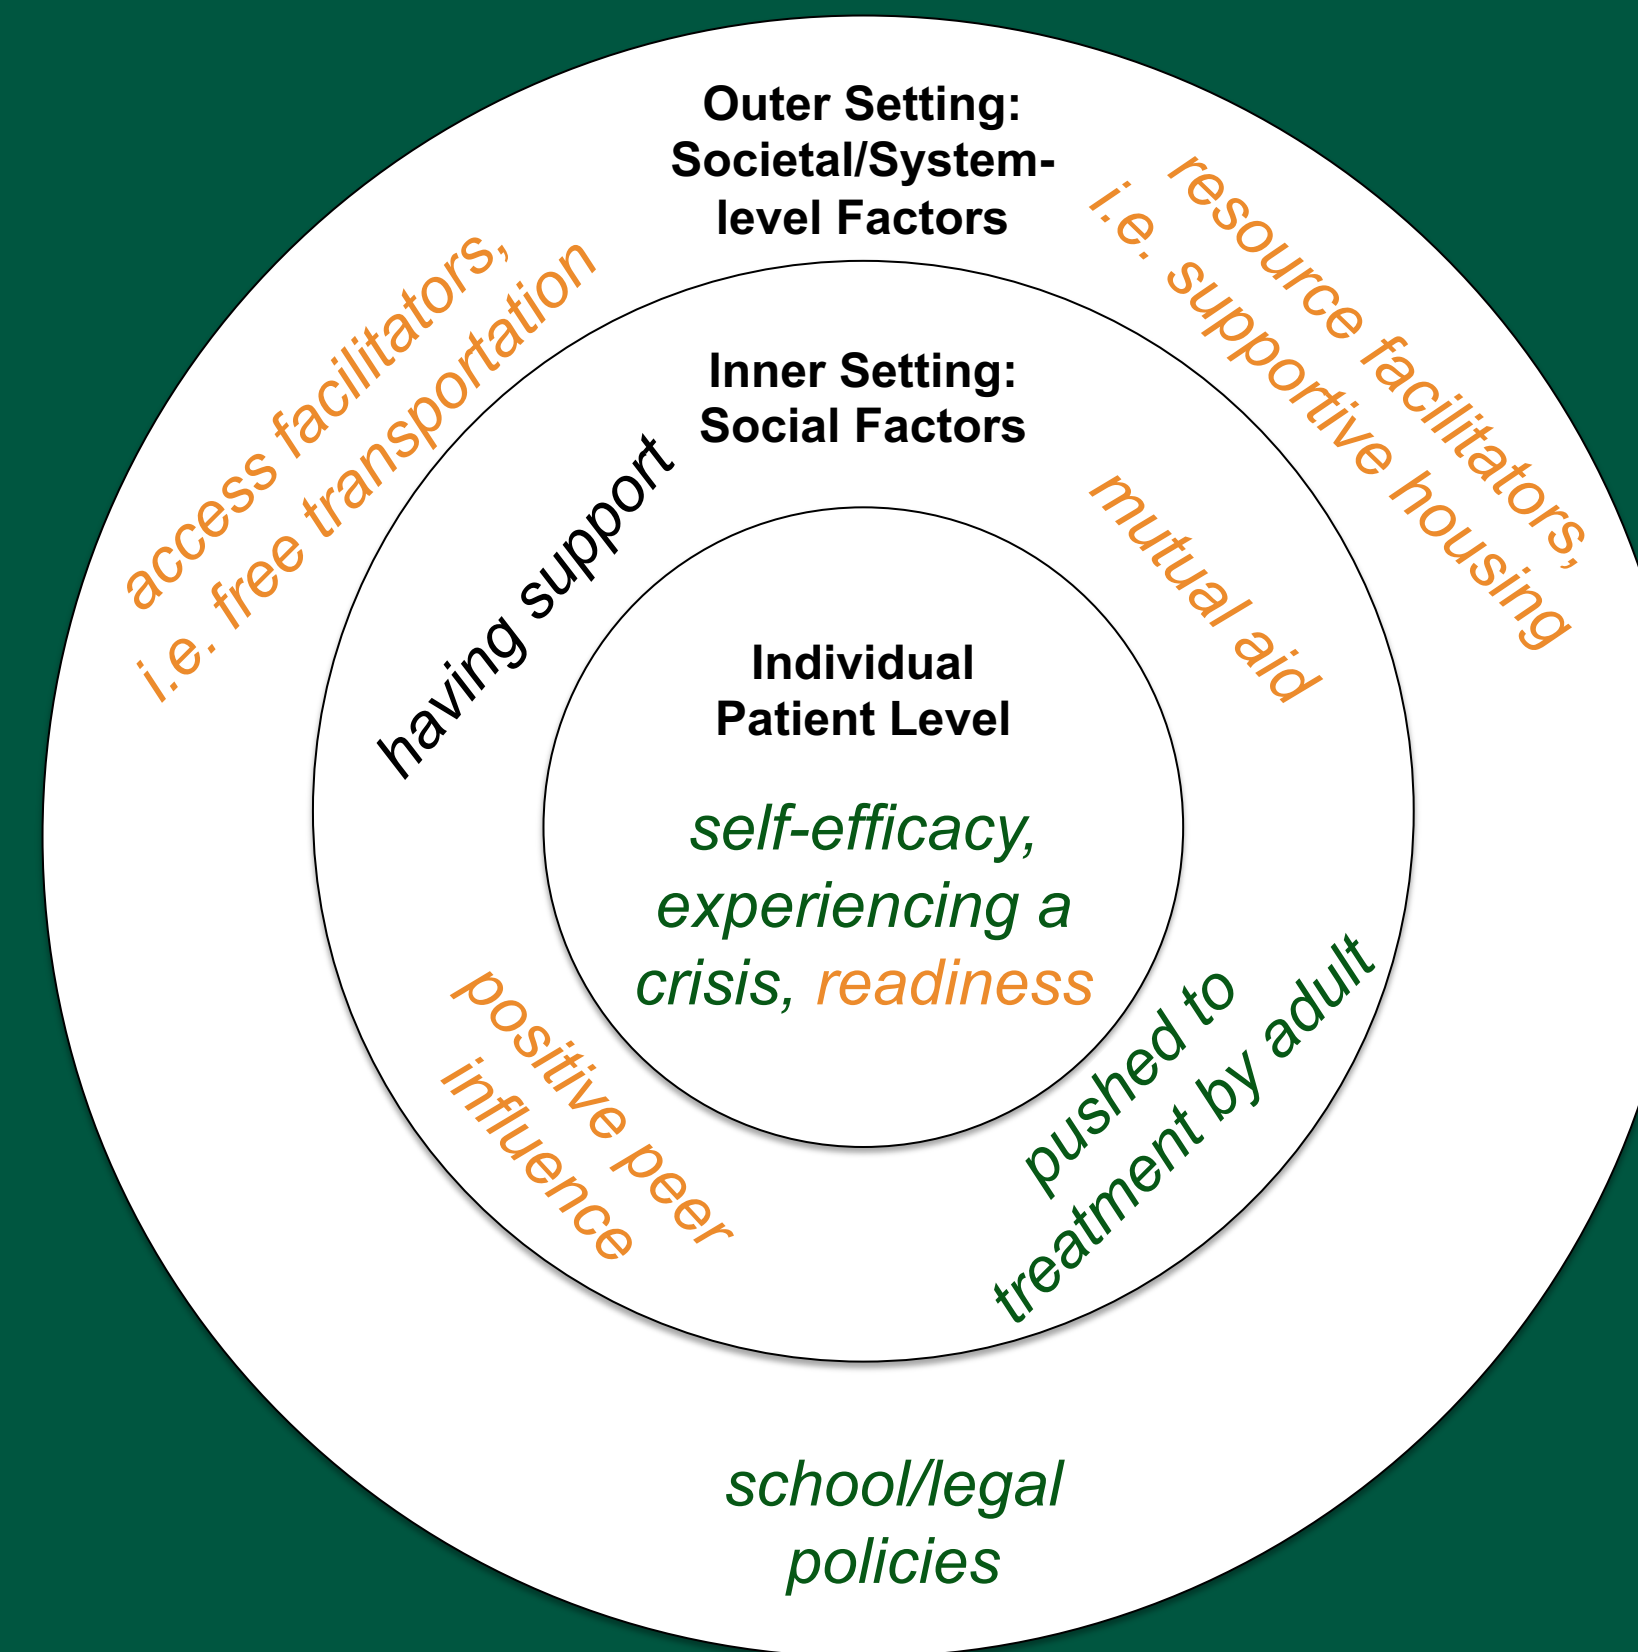 Outer Setting:
Societal/System-
level Factors
access facilitators,
i.e. free transportation
resource facilitators,
i.e. supportive housing
Inner Setting:
Social Factors
having support
mutual aid
Individual
Patient Level
self-efficacy,
experiencing a
crisis, readiness
positive peer
influence
pushed to
treatment by adult
school/legal
policies